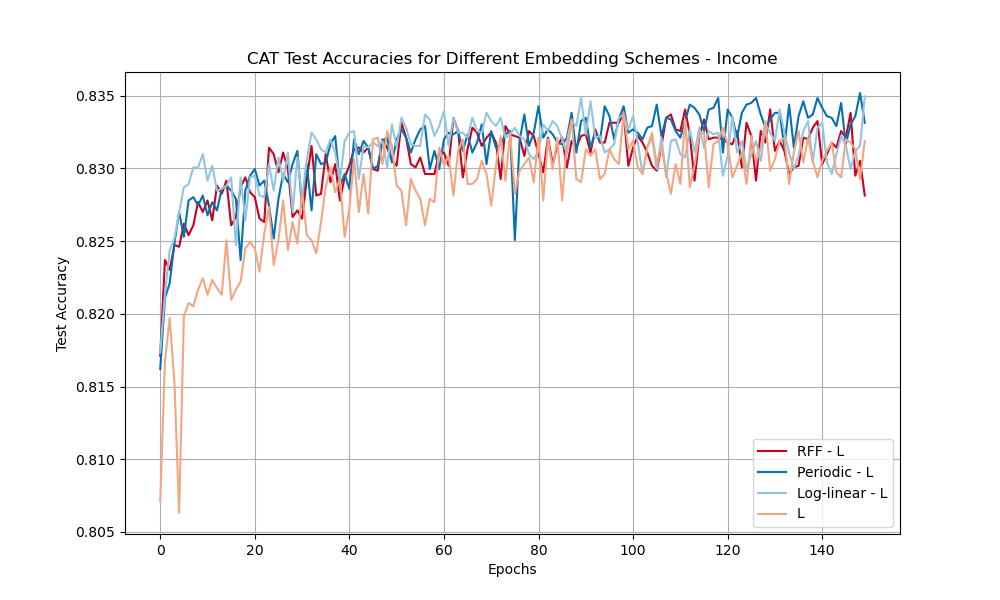 CAT Test Accuracies for Different Embedding Schemes - Income
0.835
0.830
0.825
0.820
0.815
0.810
0.805
Test Accuracy
0 20 40 60 80 100 120 140
Epochs
RFF - L
Periodic - L
Log-linear - L
L